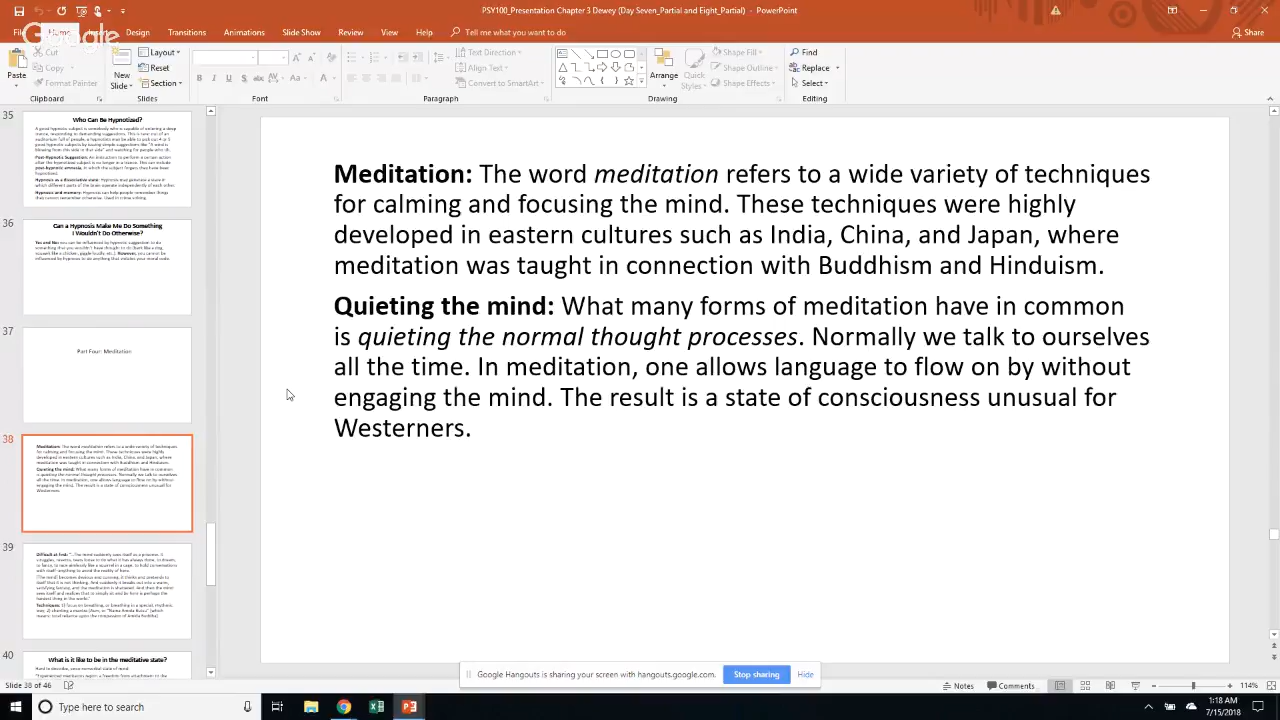 PSY100_Presentation Chapter 3 Dewey (Day Seven_Partial and Eight_Partial) - PowerPoint
Google
File Home Insert Design Transitions Animations Slide Show Review View Help Tell me what you want to do Share
Cut
Copy
Format Painter
Paste
Clipboard
New
Slide
Layout
Reset
Section
Slides
Font
Text Direction
Align Text
Convert to SmartArt
Paragraph
Arrange
Quick
Styles
Shape Fill
Shape Outline
Shape Effects
Drawing
Find
Replace
Select
Editing
35
Who Can Be Hypnotized?
36
Can a Hypnosis Make Me Do Something
I Wouldn't Do Otherwise?
37
Part Four: Meditation
38
39
40
What is it like to be in the meditative state?
Meditation: The word meditation refers to a wide variety of techniques
for calming and focusing the mind. These techniques were highly
developed in eastern cultures such as India, China, and Japan, where
meditation was taught in connection with Buddhism and Hinduism.
Quieting the mind: What many forms of meditation have in common
is quieting the normal thought processes. Normally we talk to ourselves
all the time. In meditation, one allows language to flow on by without
engaging the mind. The result is a state of consciousness unusual for
Westerners.
Google Hangouts is sharing your screen with hangouts.google.com. Stop sharing Hide
Slide 38 of 46 Notes Comments 114%
Type here to search
1:18 AM
7/15/2018